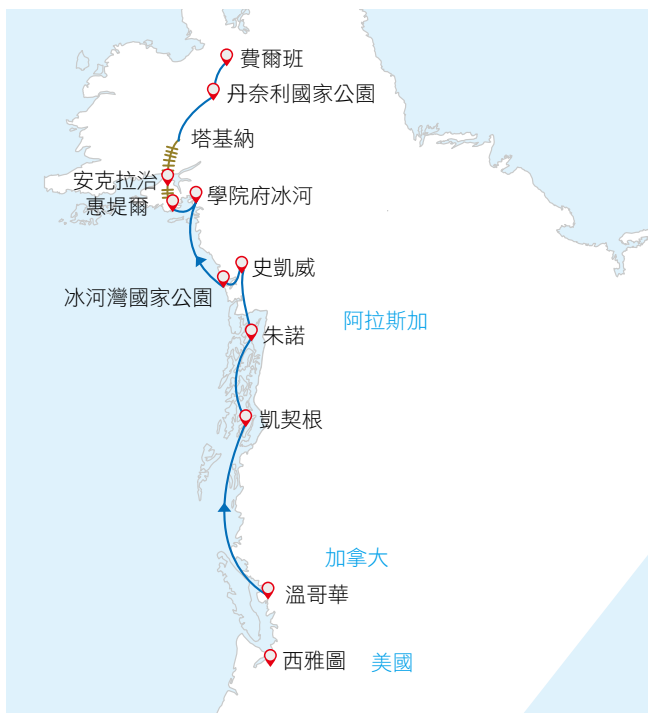 費爾班
丹奈利國家公園
塔基納
安克拉治
惠堤爾
學院府冰河
史凱威
冰河灣國家公園
阿拉斯加
朱諾
凱契根
加拿大
溫哥華
西雅圖
美國